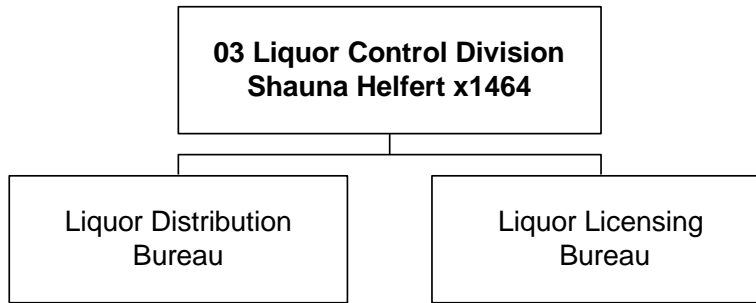 03 Liquor Control Division
Shauna Helfert x1464
Liquor Distribution
Bureau
Liquor Licensing
Bureau